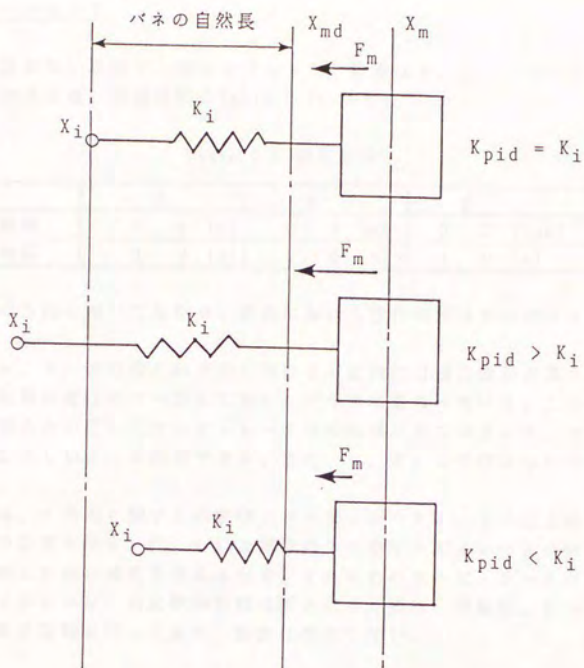 バネの自然長
X_md
X_m
F_m
K_i
X_i
K_pid = K_i
F_m
X_i
K_i
K_pid > K_i
F_m
X_i
K_i
K_pid < K_i